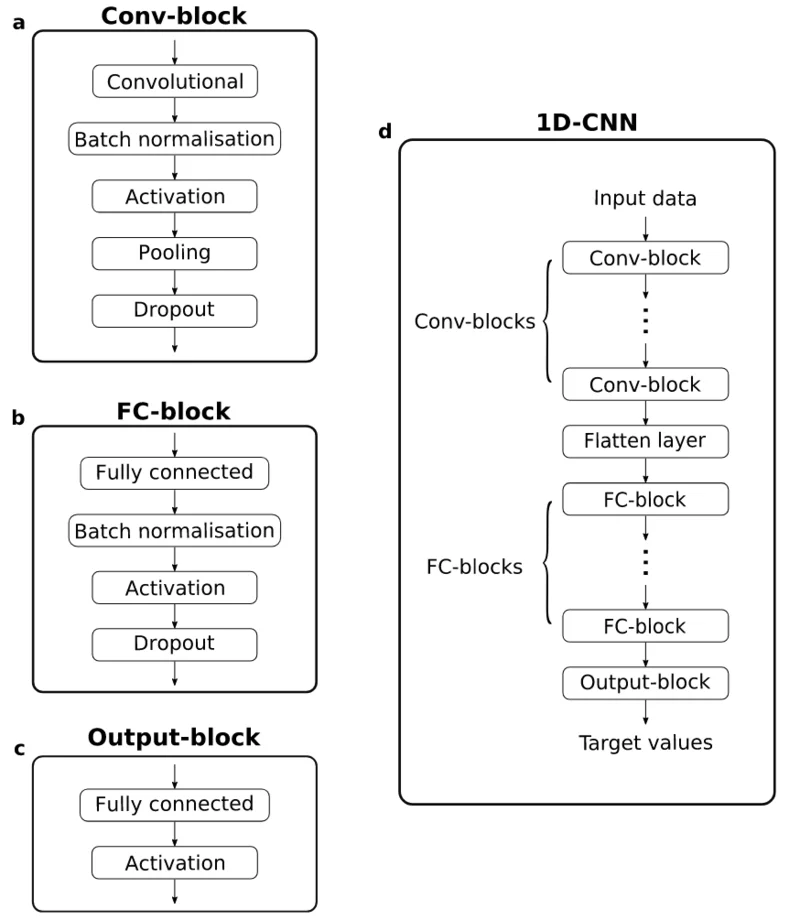 a
Conv-block
Convolutional
Batch normalisation
Activation
Pooling
Dropout
b
FC-block
Fully connected
Batch normalisation
Activation
Dropout
c
Output-block
Fully connected
Activation
d
1D-CNN
Input data
Conv-block
Conv-blocks
Conv-block
Flatten layer
FC-block
FC-blocks
FC-block
Output-block
Target values